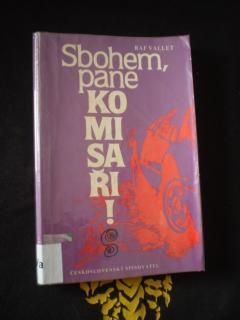 RAF VALLET
Sbohem,
pane
KO
MI
SA
ŘI!
ČESKOSLOVENSKÝ SPISOVATEL